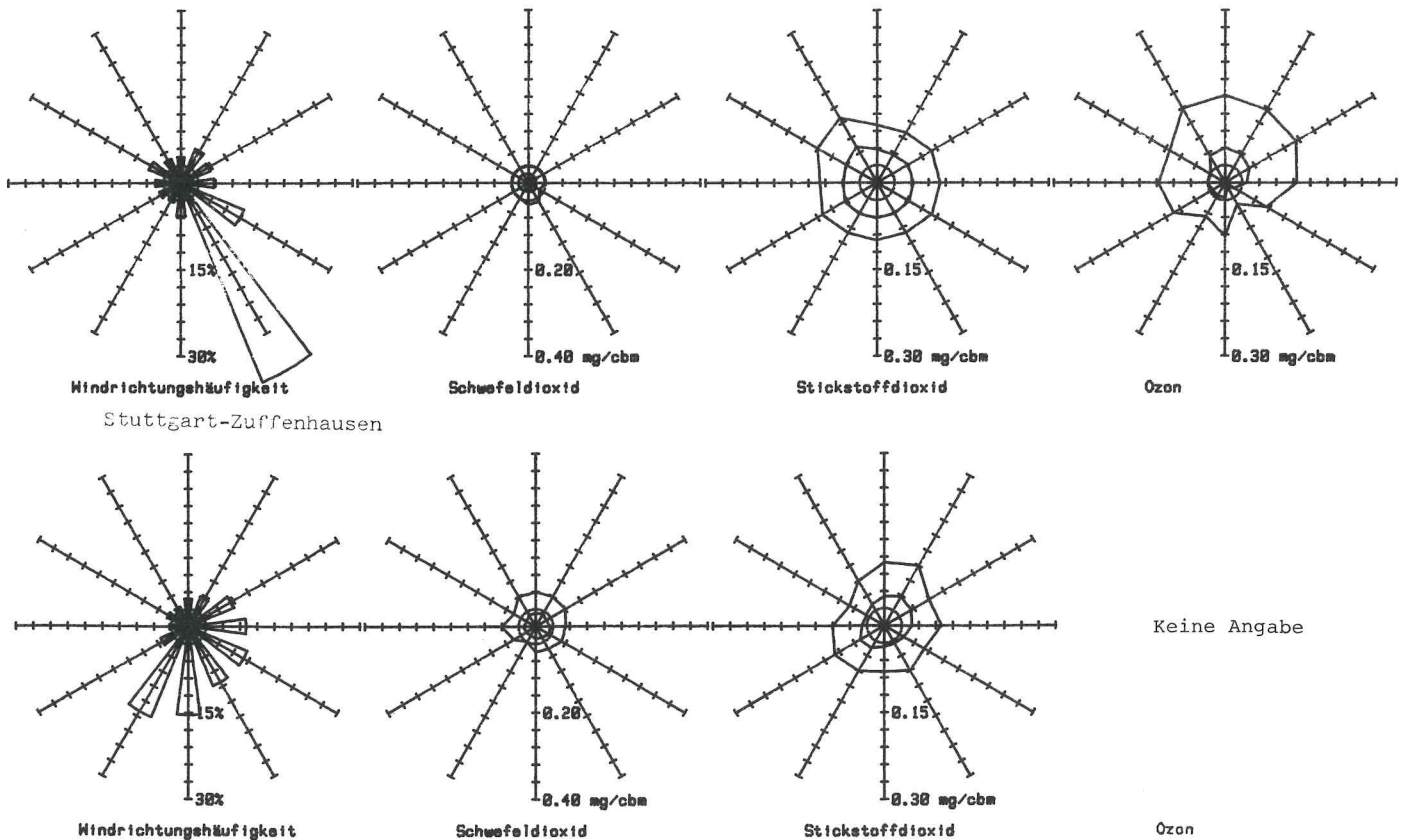 15%
0.20
0.15
0.15
30%
0.40 mg/cbm
0.30 mg/cbm
0.30 mg/cbm
Windrichtungshäufigkeit
Schwefeldioxid
Stickstoffdioxid
Ozon
Stuttgart-Zuffenhausen
Keine Angabe
15%
0.20
0.15
30%
0.40 mg/cbm
0.30 mg/cbm
Windrichtungshäufigkeit
Schwefeldioxid
Stickstoffdioxid
Ozon